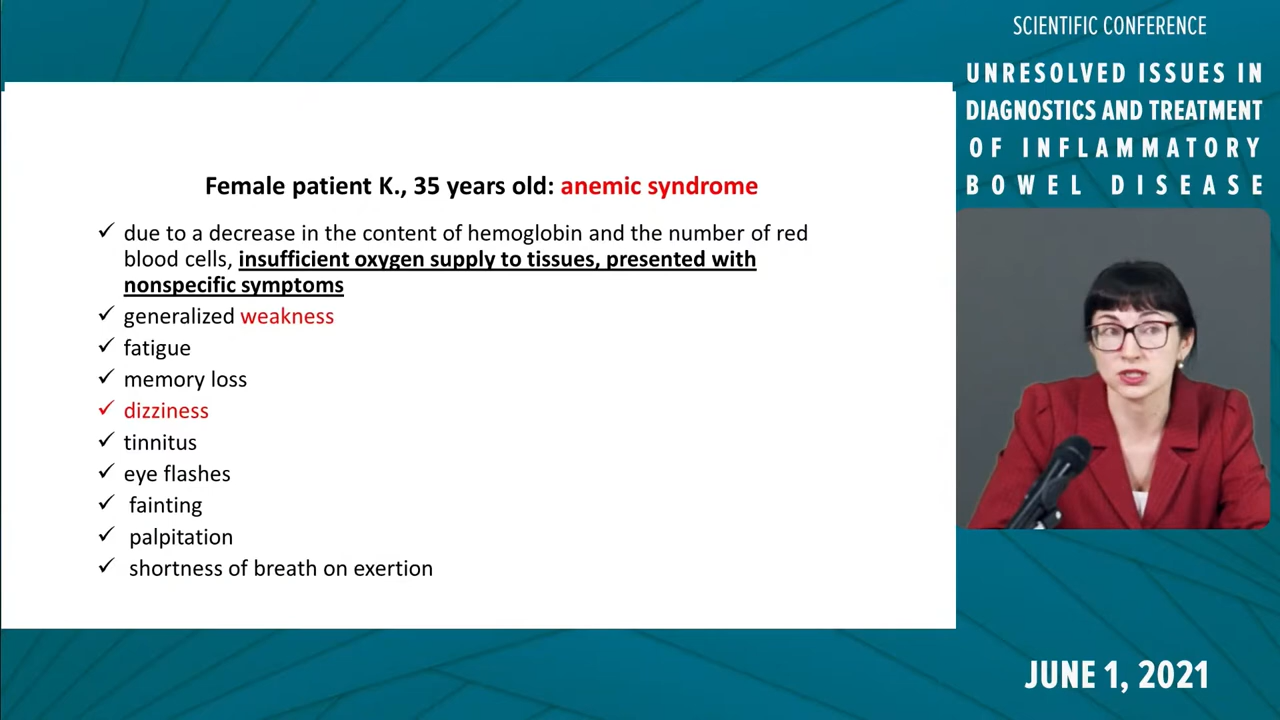 SCIENTIFIC CONFERENCE
UNRESOLVED ISSUES IN
DIAGNOSTICS AND TREATMENT
OF INFLAMMATORY
BOWEL DISEASE
Female patient K., 35 years old: anemic syndrome
✓ due to a decrease in the content of hemoglobin and the number of red
blood cells, insufficient oxygen supply to tissues, presented with
nonspecific symptoms
✓ generalized weakness
✓ fatigue
✓ memory loss
✓ dizziness
✓ tinnitus
✓ eye flashes
✓ fainting
✓ palpitation
✓ shortness of breath on exertion
JUNE 1, 2021